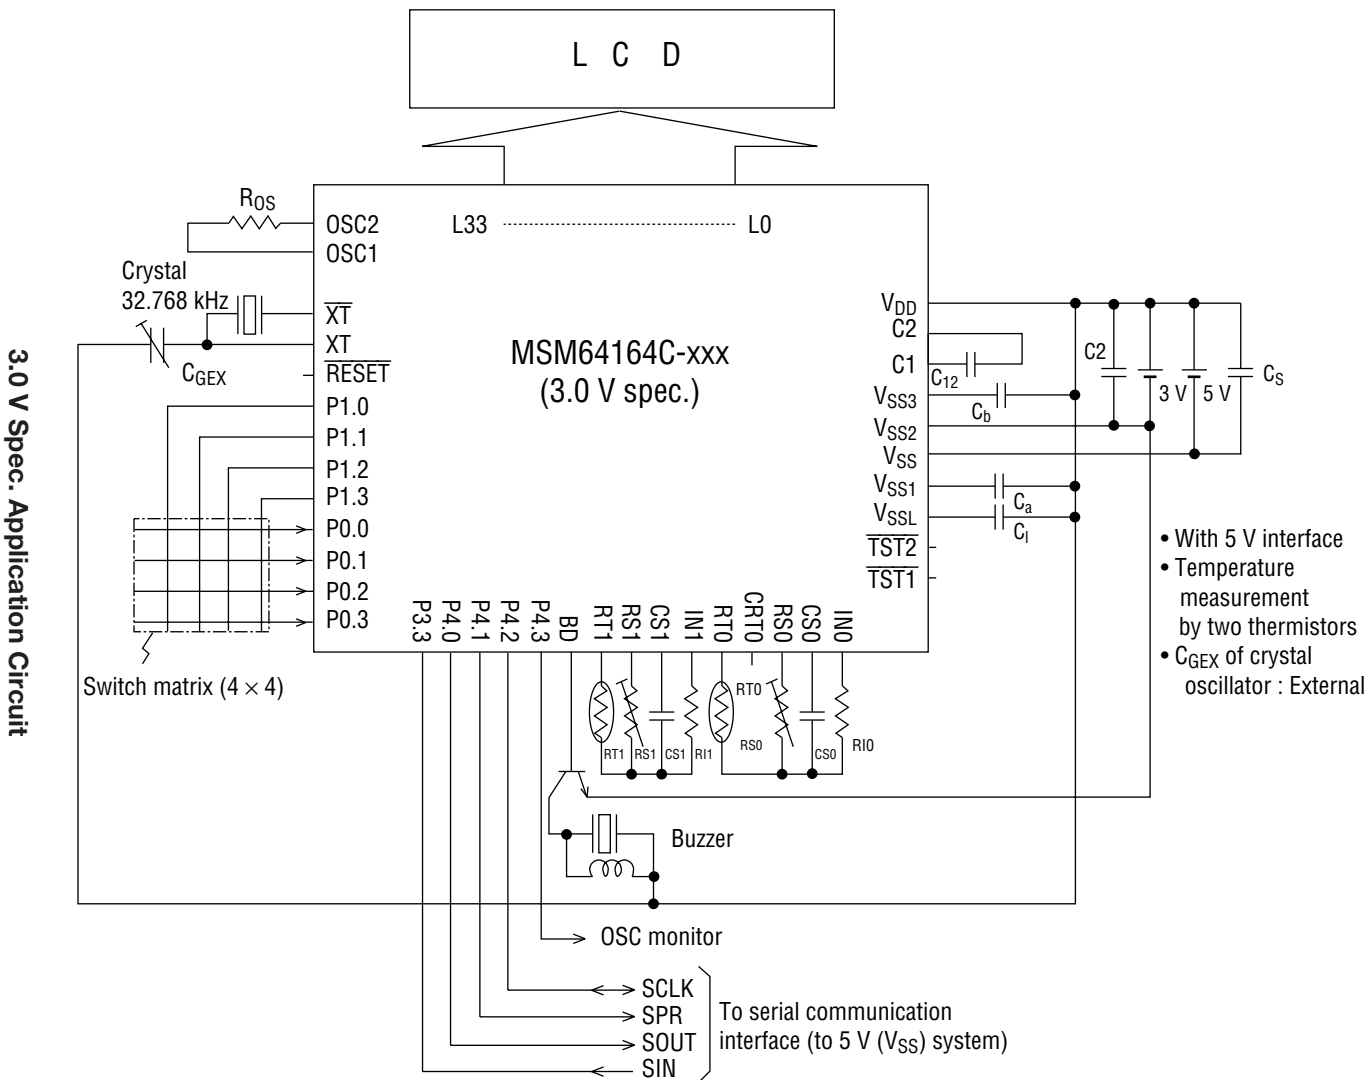 L C D
R_OS
OSC2
OSC1
L33
L0
Crystal
32.768 kHz
XT
XT
C_GEX
RESET
P1.0
P1.1
P1.2
P1.3
P0.0
P0.1
P0.2
P0.3
Switch matrix (4 × 4)
MSM64164C-xxx
(3.0 V spec.)
V_DD
C2
C1
C_12
V_SS3
C_b
V_SS2
V_SS
V_SS1
C_a
V_SSL
C_l
TST2
TST1
C2
3 V
5 V
C_S
• With 5 V interface
• Temperature
measurement
by two thermistors
• C_GEX of crystal
oscillator : External
P3.3
P4.0
P4.1
P4.2
P4.3
BD
RT1
RS1
CS1
IN1
RT0
CRT0
RS0
CS0
IN0
RT1
RS1
CS1
RI1
RT0
RS0
CS0
RI0
Buzzer
OSC monitor
SCLK
SPR
SOUT
SIN
To serial communication
interface (to 5 V (V_SS) system)
3.0 V Spec. Application Circuit